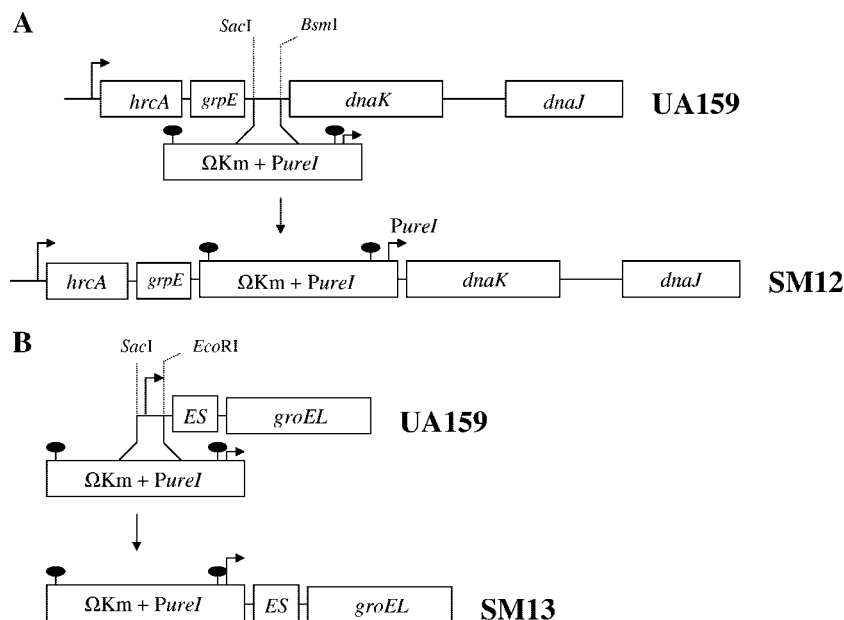 A
SacI
BsmI
hrcA
grpE
dnaK
dnaJ
UA159
ΩKm + PureI
PureI
hrcA
grpE
ΩKm + PureI
dnaK
dnaJ
SM12
B
SacI
EcoRI
ES
groEL
UA159
ΩKm + PureI
ΩKm + PureI
ES
groEL
SM13